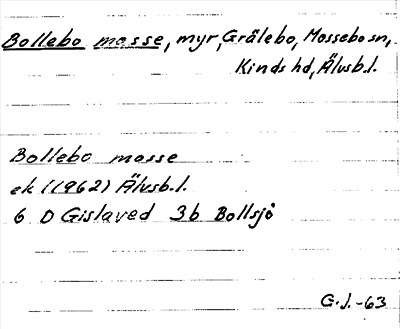 Bollebo mosse, myr, Grälebo, Mossebo sn,
Kinds hd, Älvsb.l.
Bollebo mosse
ek (1962) Älvsb.l.
6 D Gislaved 3b Bollsjö
G.J.-63